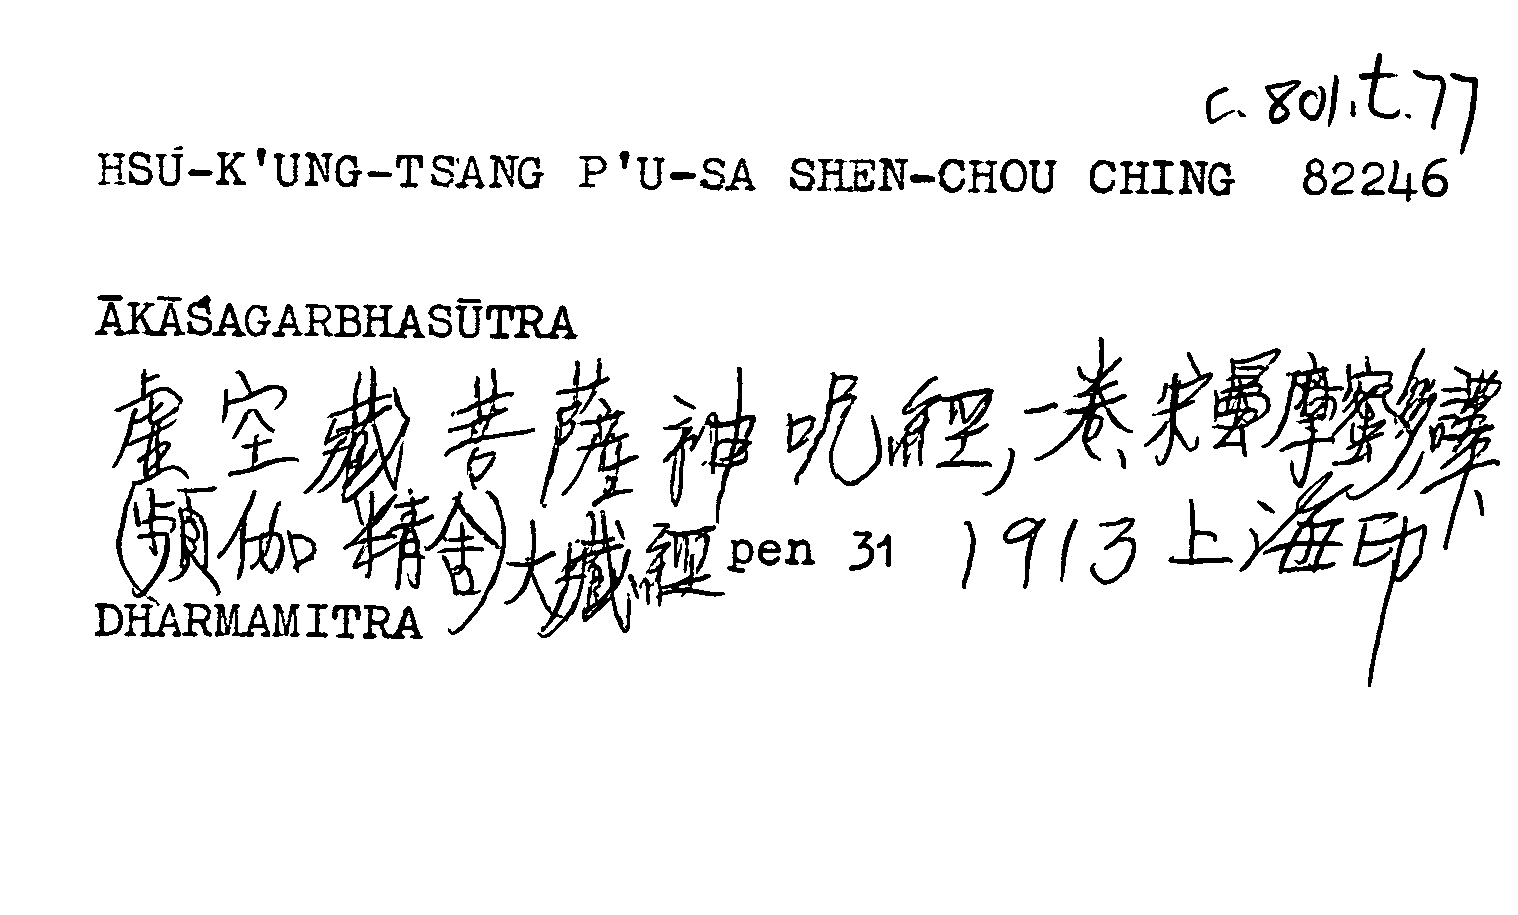 c. 801.t.77
HSÜ-K'UNG-TSANG P'U-SA SHEN-CHOU CHING 82246
ĀKĀŚAGARBHASŪTRA
虛空藏菩薩神呪經,一卷、宋曇摩蜜多譯、
(頻伽精舍)大藏經 pen 31 1913 上海印
DHARMAMITRA